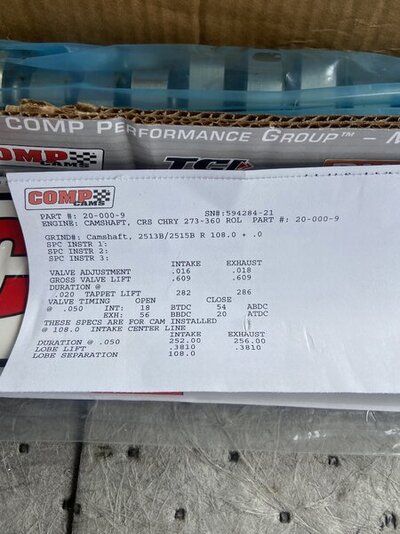 COMP PERFORMANCE GROUP™
COMP
TCI
COMP
COMP
CAMS
PART #: 20-000-9 SN#:594284-21
ENGINE: CAMSHAFT, CRS CHRY 273-360 ROL PART #: 20-000-9
GRIND#: Camshaft, 2513B/2515B R 108.0 + .0
SPC INSTR 1:
SPC INSTR 2:
SPC INSTR 3:
INTAKE EXHAUST
VALVE ADJUSTMENT .016 .018
GROSS VALVE LIFT .609 .609
DURATION @
.020 TAPPET LIFT 282 286
VALVE TIMING OPEN CLOSE
@ .050 INT: 18 BTDC 54 ABDC
EXH: 56 BBDC 20 ATDC
THESE SPECS ARE FOR CAM INSTALLED
@ 108.0 INTAKE CENTER LINE
INTAKE EXHAUST
DURATION @ .050 252.00 256.00
LOBE LIFT .3810 .3810
LOBE SEPARATION 108.0